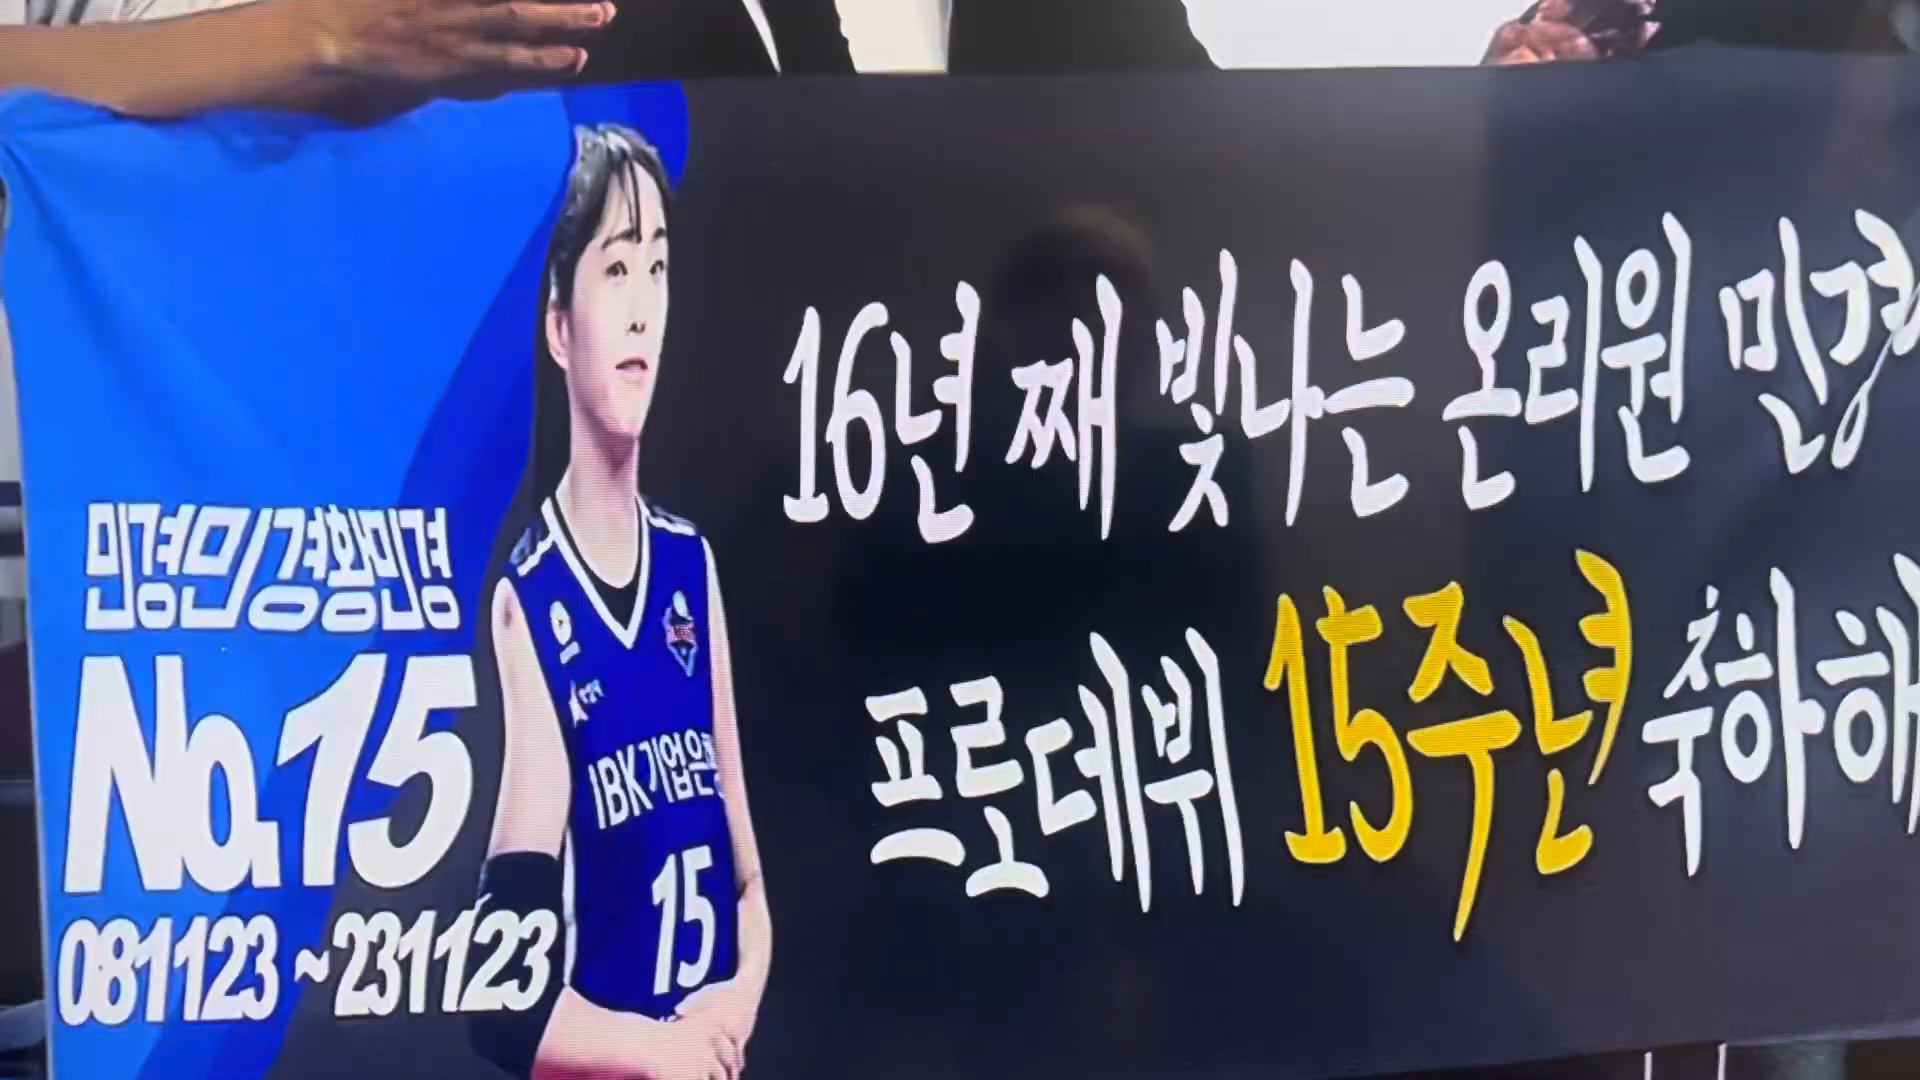 16년 째 빛나는 온리원 민경
프로데뷔 15주년 축하해
민경민경황민경
No.15
081123 ~231123
IBK기업은행
15